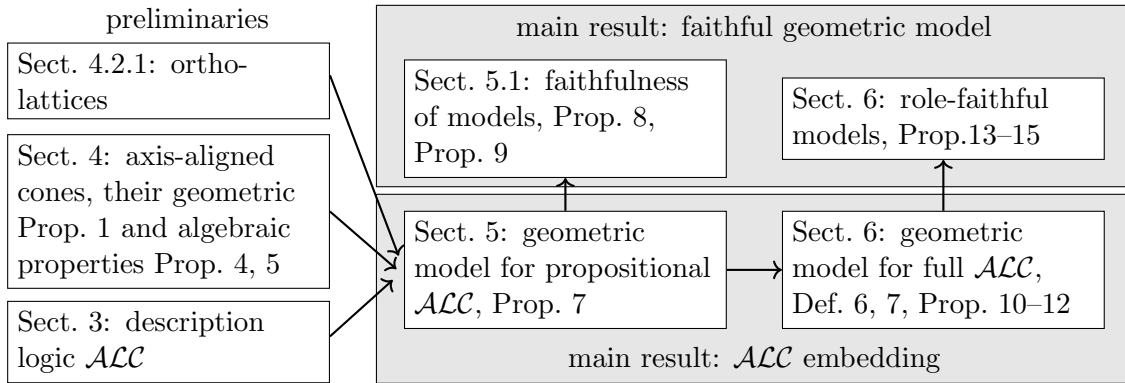 preliminaries
Sect. 4.2.1: ortho-
lattices
Sect. 4: axis-aligned
cones, their geometric
Prop. 1 and algebraic
properties Prop. 4, 5
Sect. 3: description
logic 𝒜ℒ𝒞
main result: faithful geometric model
Sect. 5.1: faithfulness
of models, Prop. 8,
Prop. 9
Sect. 6: role-faithful
models, Prop.13–15
Sect. 5: geometric
model for propositional
𝒜ℒ𝒞, Prop. 7
Sect. 6: geometric
model for full 𝒜ℒ𝒞,
Def. 6, 7, Prop. 10–12
main result: 𝒜ℒ𝒞 embedding